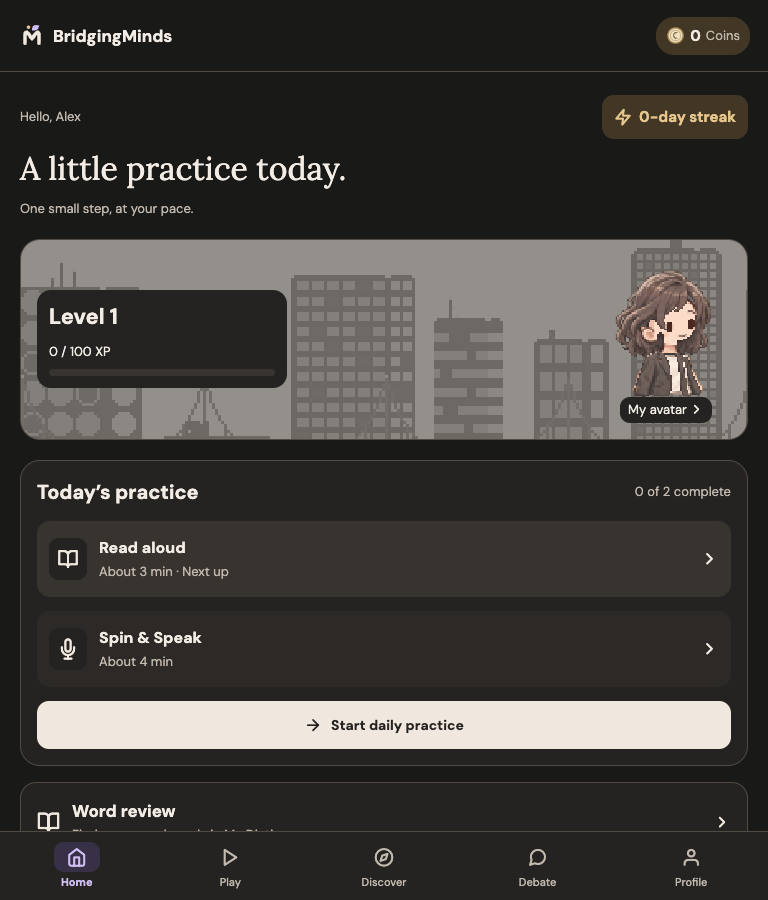 BridgingMinds
0 Coins
Hello, Alex
0-day streak
A little practice today.
One small step, at your pace.
Level 1
0 / 100 XP
My avatar
Today’s practice
0 of 2 complete
Read aloud
About 3 min · Next up
Spin & Speak
About 4 min
Start daily practice
Word review
Home
Play
Discover
Debate
Profile